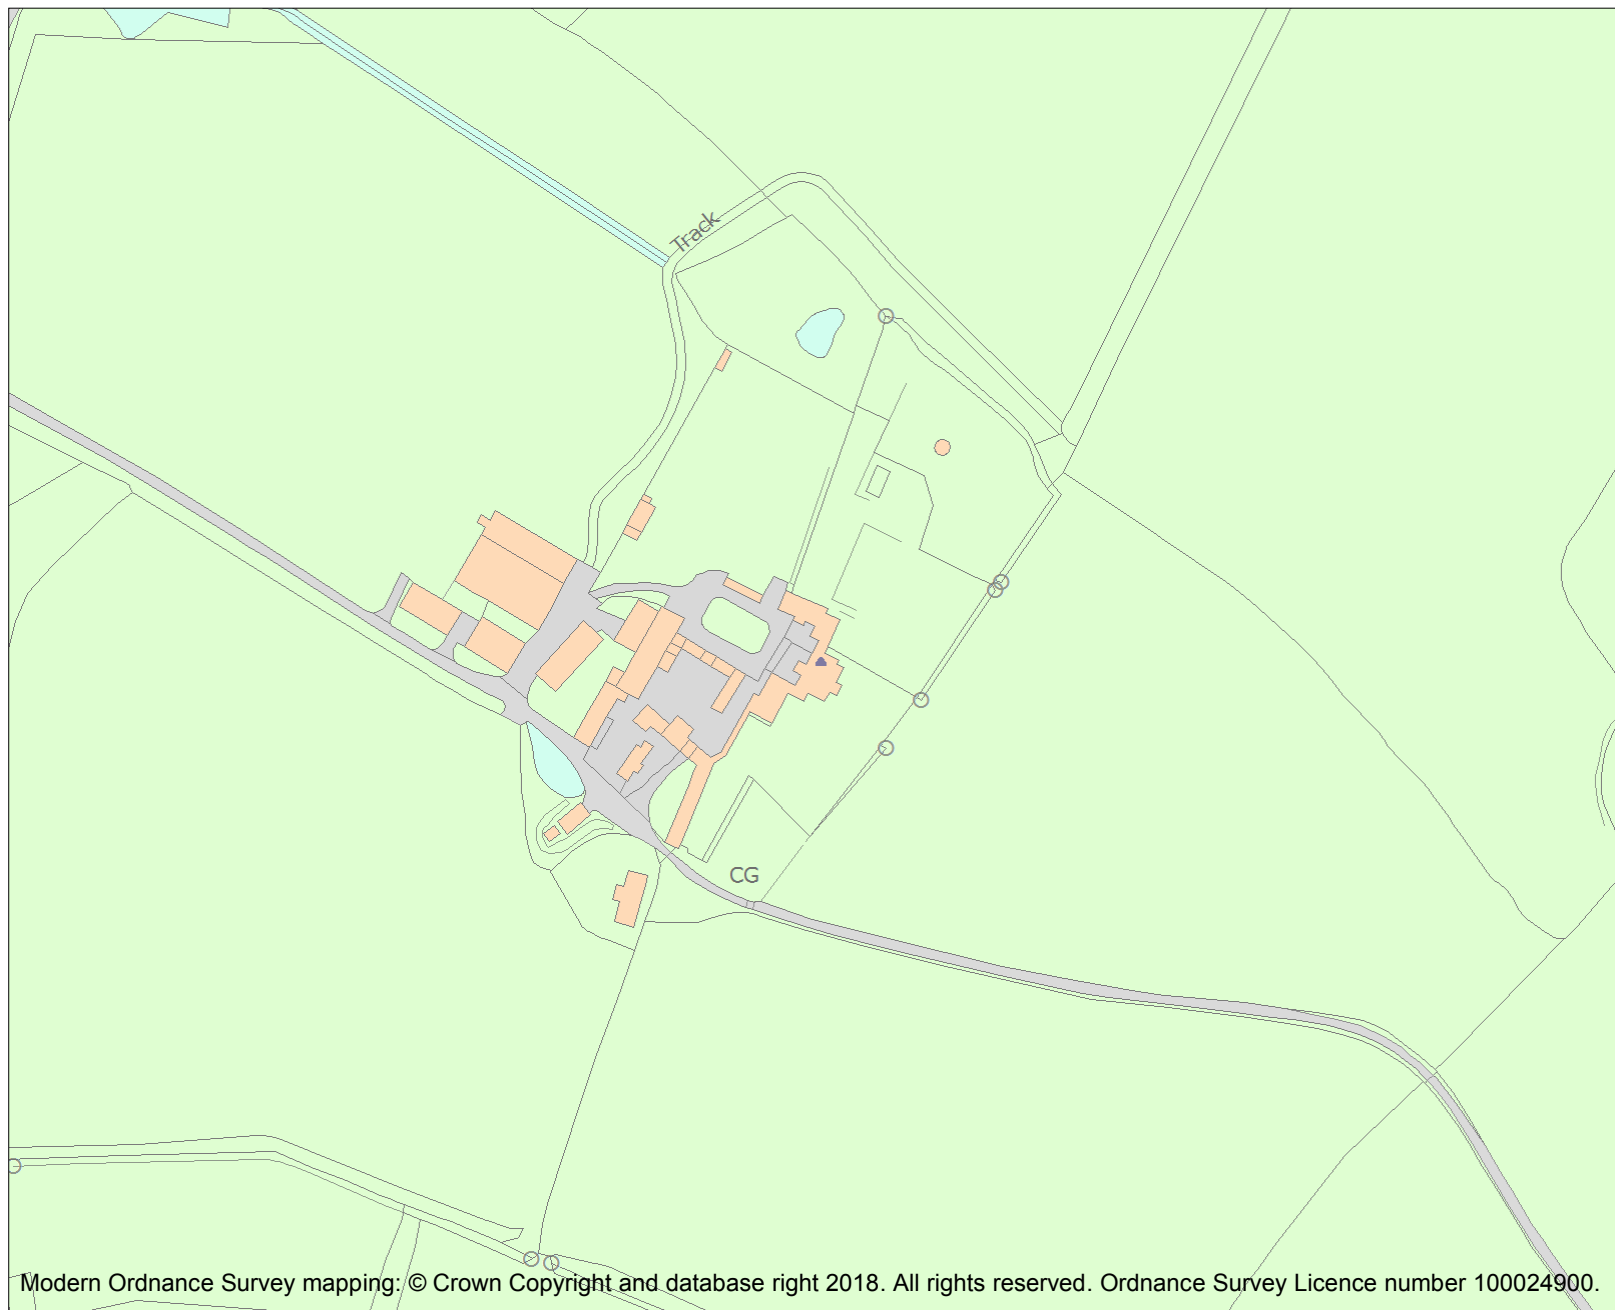 Track
CG
Modern Ordnance Survey mapping: © Crown Copyright and database right 2018. All rights reserved. Ordnance Survey Licence number 100024900.